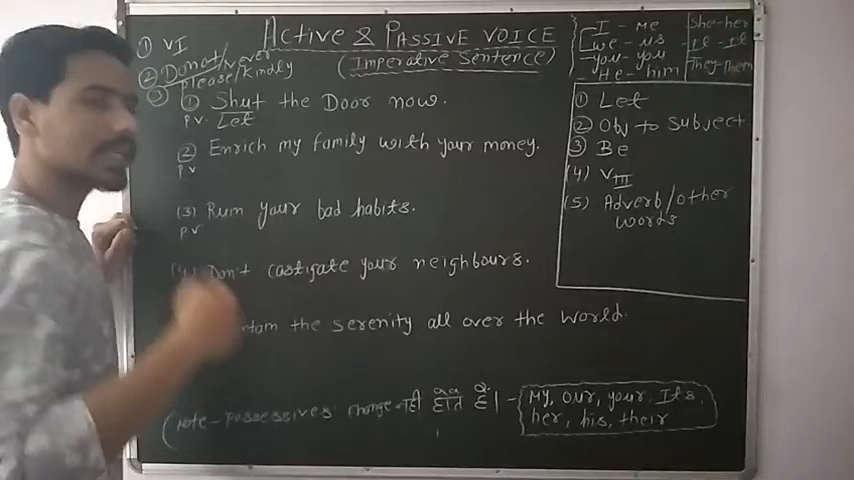 Active & Passive voice
(Imperative Sentence)
① VI
② Donot/Never
③ please/kindly
① Shut the Door now.
P.V. Let
② Enrich my family with your money.
P.V
(3) Ruin your bad habits.
P.V
(4) Don't castigate your neighbours.
the serenity all over the world.
(Note - Possessives change नही होते है। - My, our, your, Its,
her, his, their
I - Me
we - us
you - you
He - him
She-her
It - It
They-Them
① Let
② Obj to Subject
③ Be
(4) VIII
(5) Adverb/other
words